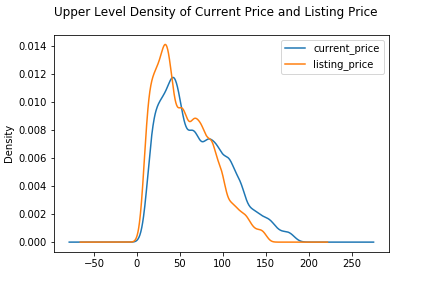 Upper Level Density of Current Price and Listing Price
current_price
listing_price
Density
0.014
0.012
0.010
0.008
0.006
0.004
0.002
0.000
−50 0 50 100 150 200 250